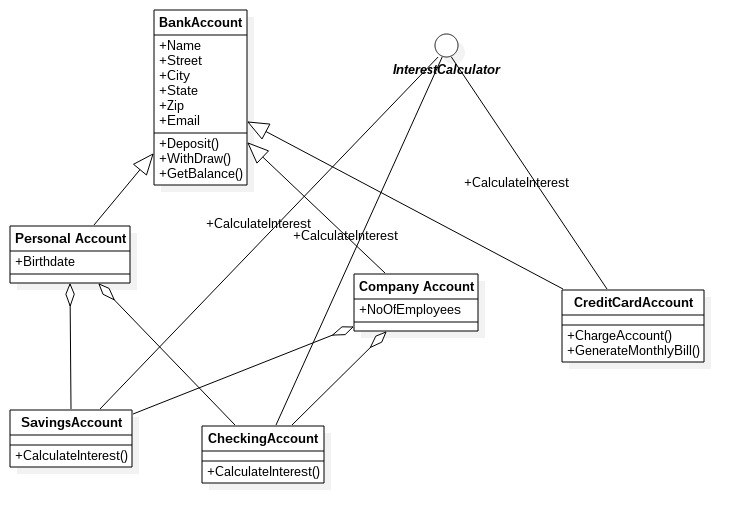 BankAccount
+Name
+Street
+City
+State
+Zip
+Email
+Deposit()
+WithDraw()
+GetBalance()
InterestCalculator
+CalculateInterest
+CalculateInterest
+CalculateInterest
Personal Account
+Birthdate
Company Account
+NoOfEmployees
CreditCardAccount
+ChargeAccount()
+GenerateMonthlyBill()
SavingsAccount
+CalculateInterest()
CheckingAccount
+CalculateInterest()